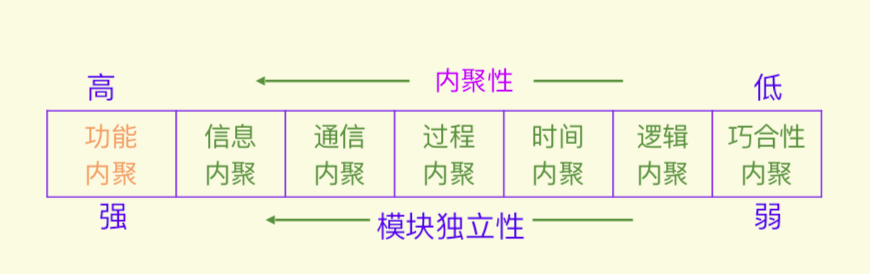 高 内聚性 低
功能 信息 通信 过程 时间 逻辑 巧合性
内聚 内聚 内聚 内聚 内聚 内聚 内聚
强 模块独立性 弱